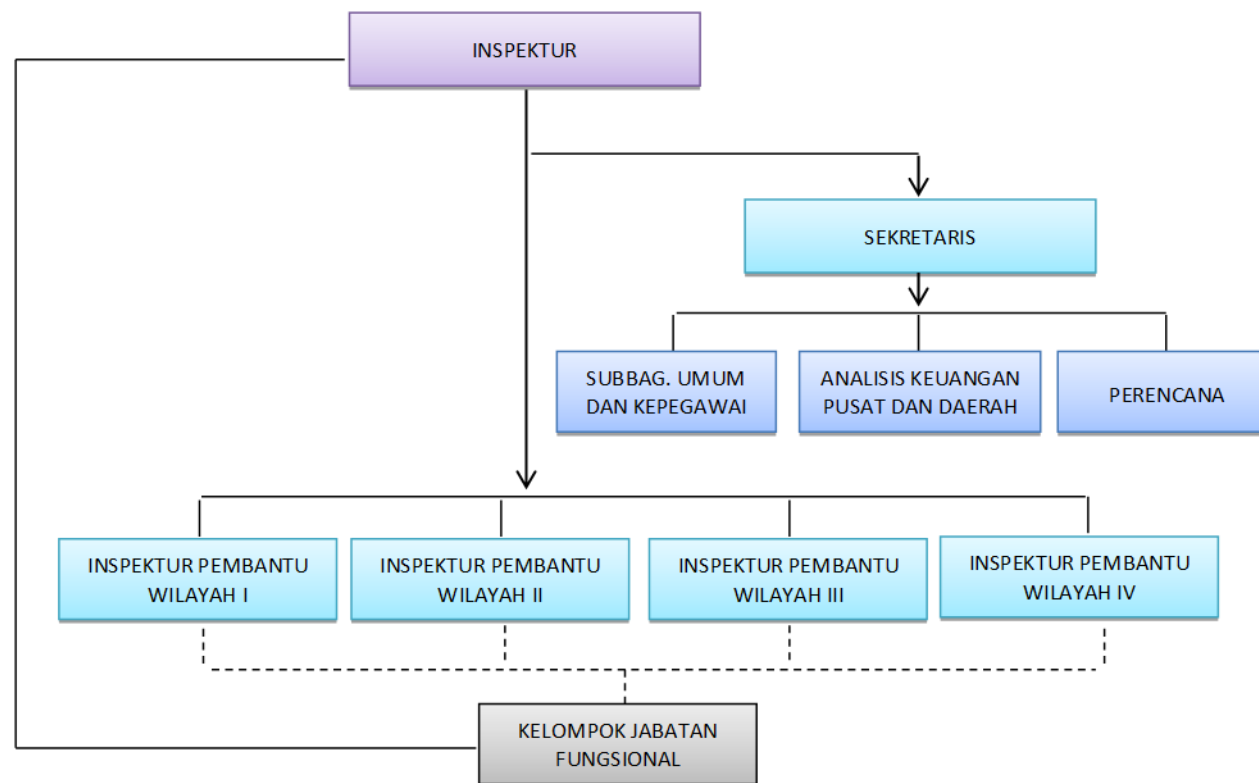 INSPEKTUR
SEKRETARIS
SUBBAG. UMUM
DAN KEPEGAWAI
ANALISIS KEUANGAN
PUSAT DAN DAERAH
PERENCANA
INSPEKTUR PEMBANTU
WILAYAH I
INSPEKTUR PEMBANTU
WILAYAH II
INSPEKTUR PEMBANTU
WILAYAH III
INSPEKTUR PEMBANTU
WILAYAH IV
KELOMPOK JABATAN
FUNGSIONAL